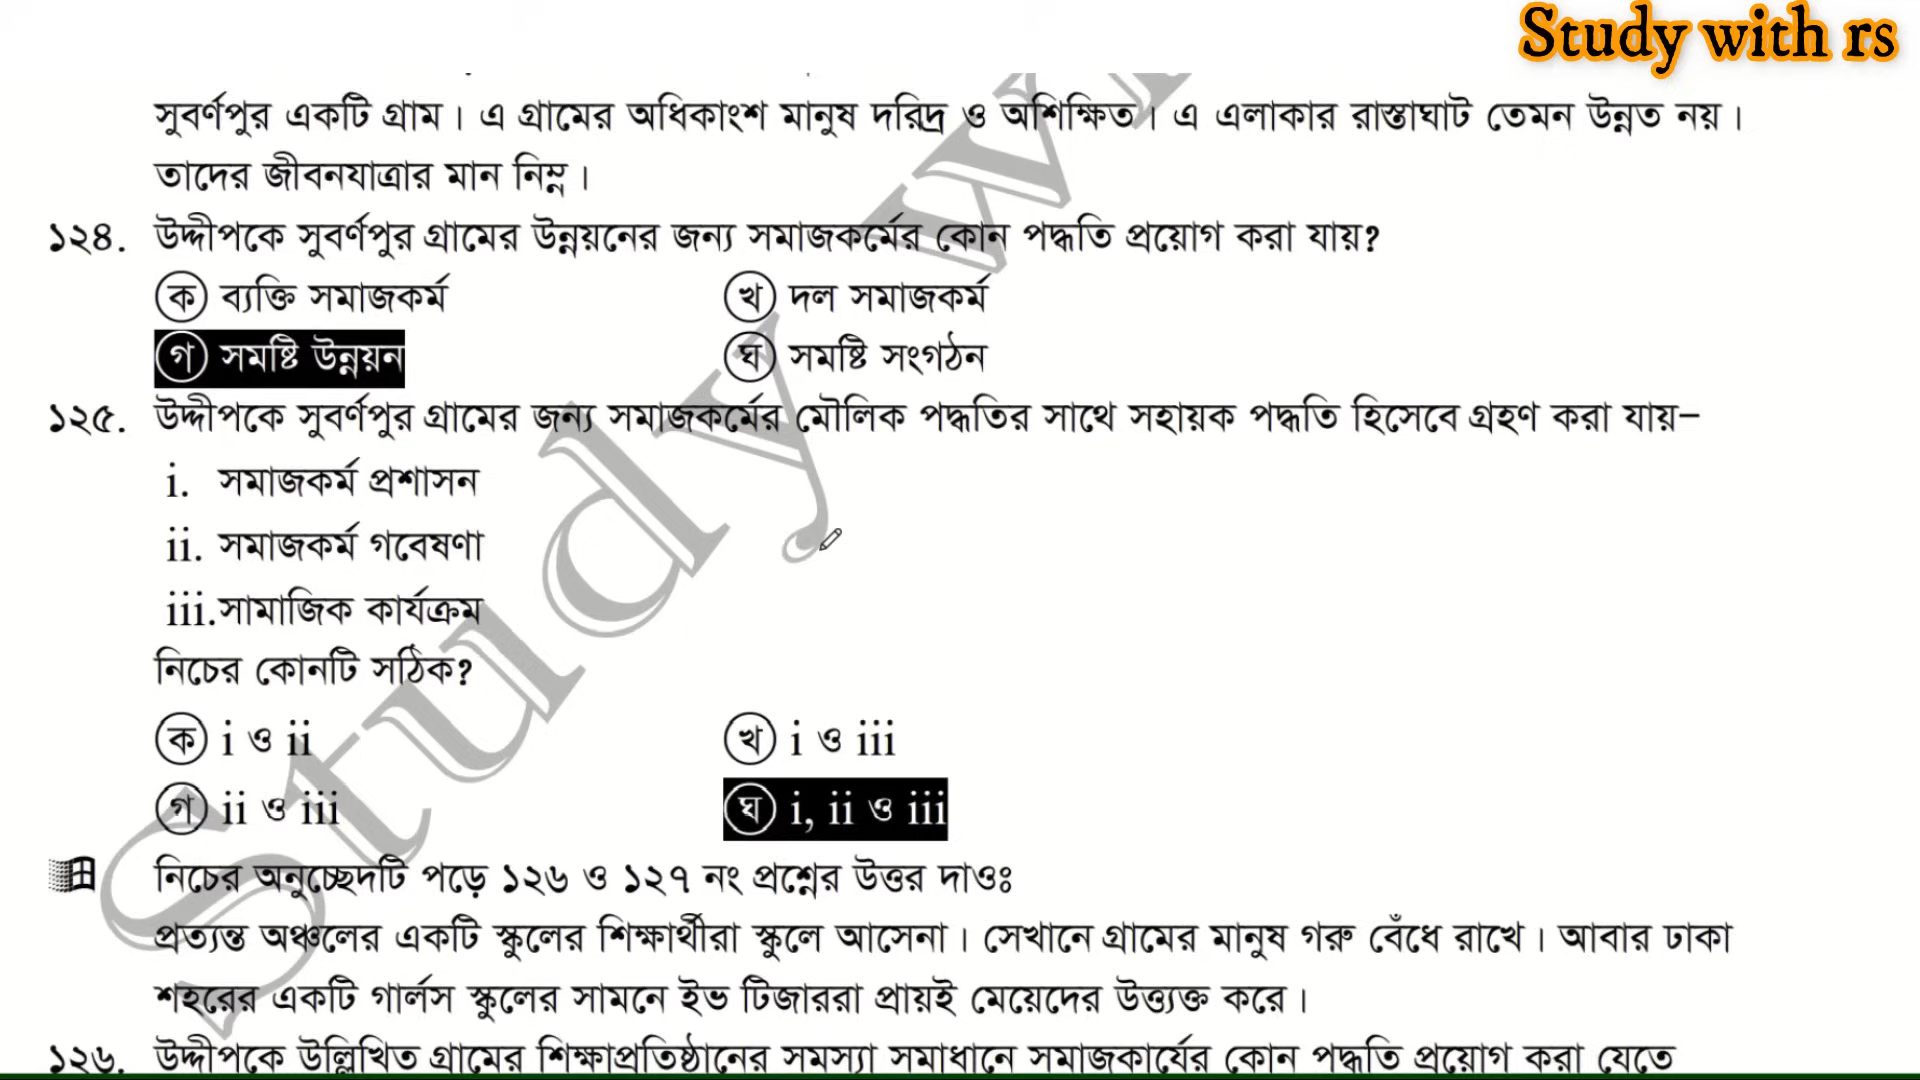 Study with rs
সুবর্ণপুর একটি গ্রাম। এ গ্রামের অধিকাংশ মানুষ দরিদ্র ও অশিক্ষিত। এ এলাকার রাস্তাঘাট তেমন উন্নত নয়।
তাদের জীবনযাত্রার মান নিম্ন।
১২৪. উদ্দীপকে সুবর্ণপুর গ্রামের উন্নয়নের জন্য সমাজকর্মের কোন পদ্ধতি প্রয়োগ করা যায়?
ক ব্যক্তি সমাজকর্ম খ দল সমাজকর্ম
গ সমষ্টি উন্নয়ন ঘ সমষ্টি সংগঠন
১২৫. উদ্দীপকে সুবর্ণপুর গ্রামের জন্য সমাজকর্মের মৌলিক পদ্ধতির সাথে সহায়ক পদ্ধতি হিসেবে গ্রহণ করা যায়–
i. সমাজকর্ম প্রশাসন
ii. সমাজকর্ম গবেষণা
iii. সামাজিক কার্যক্রম
নিচের কোনটি সঠিক?
ক i ও ii খ i ও iii
গ ii ও iii ঘ i, ii ও iii
নিচের অনুচ্ছেদটি পড়ে ১২৬ ও ১২৭ নং প্রশ্নের উত্তর দাওঃ
প্রত্যন্ত অঞ্চলের একটি স্কুলের শিক্ষার্থীরা স্কুলে আসেনা। সেখানে গ্রামের মানুষ গরু বেঁধে রাখে। আবার ঢাকা
শহরের একটি গার্লস স্কুলের সামনে ইভ টিজাররা প্রায়ই মেয়েদের উত্ত্যক্ত করে।
১২৬. উদ্দীপকে উল্লিখিত গ্রামের শিক্ষাপ্রতিষ্ঠানের সমস্যা সমাধানে সমাজকার্যের কোন পদ্ধতি প্রয়োগ করা যেতে
Study w